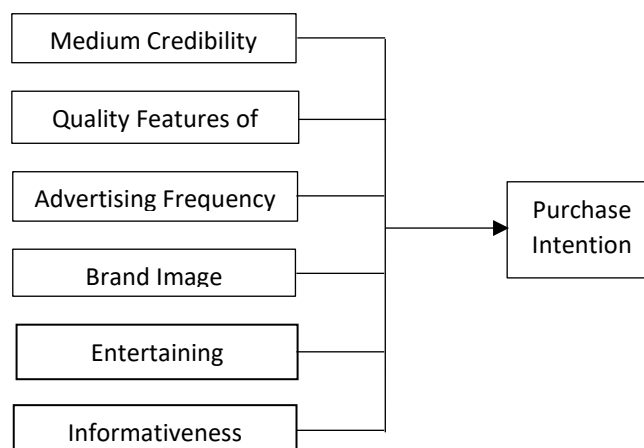 Medium Credibility
Quality Features of
Advertising Frequency
Brand Image
Entertaining
Informativeness
Purchase
Intention